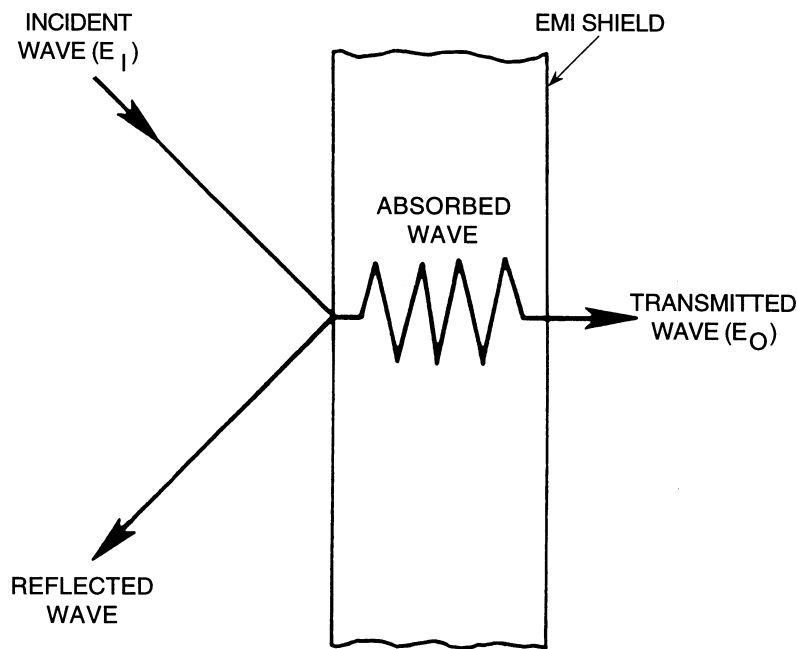 INCIDENT
WAVE (E I)
EMI SHIELD
ABSORBED
WAVE
TRANSMITTED
WAVE (E O)
REFLECTED
WAVE